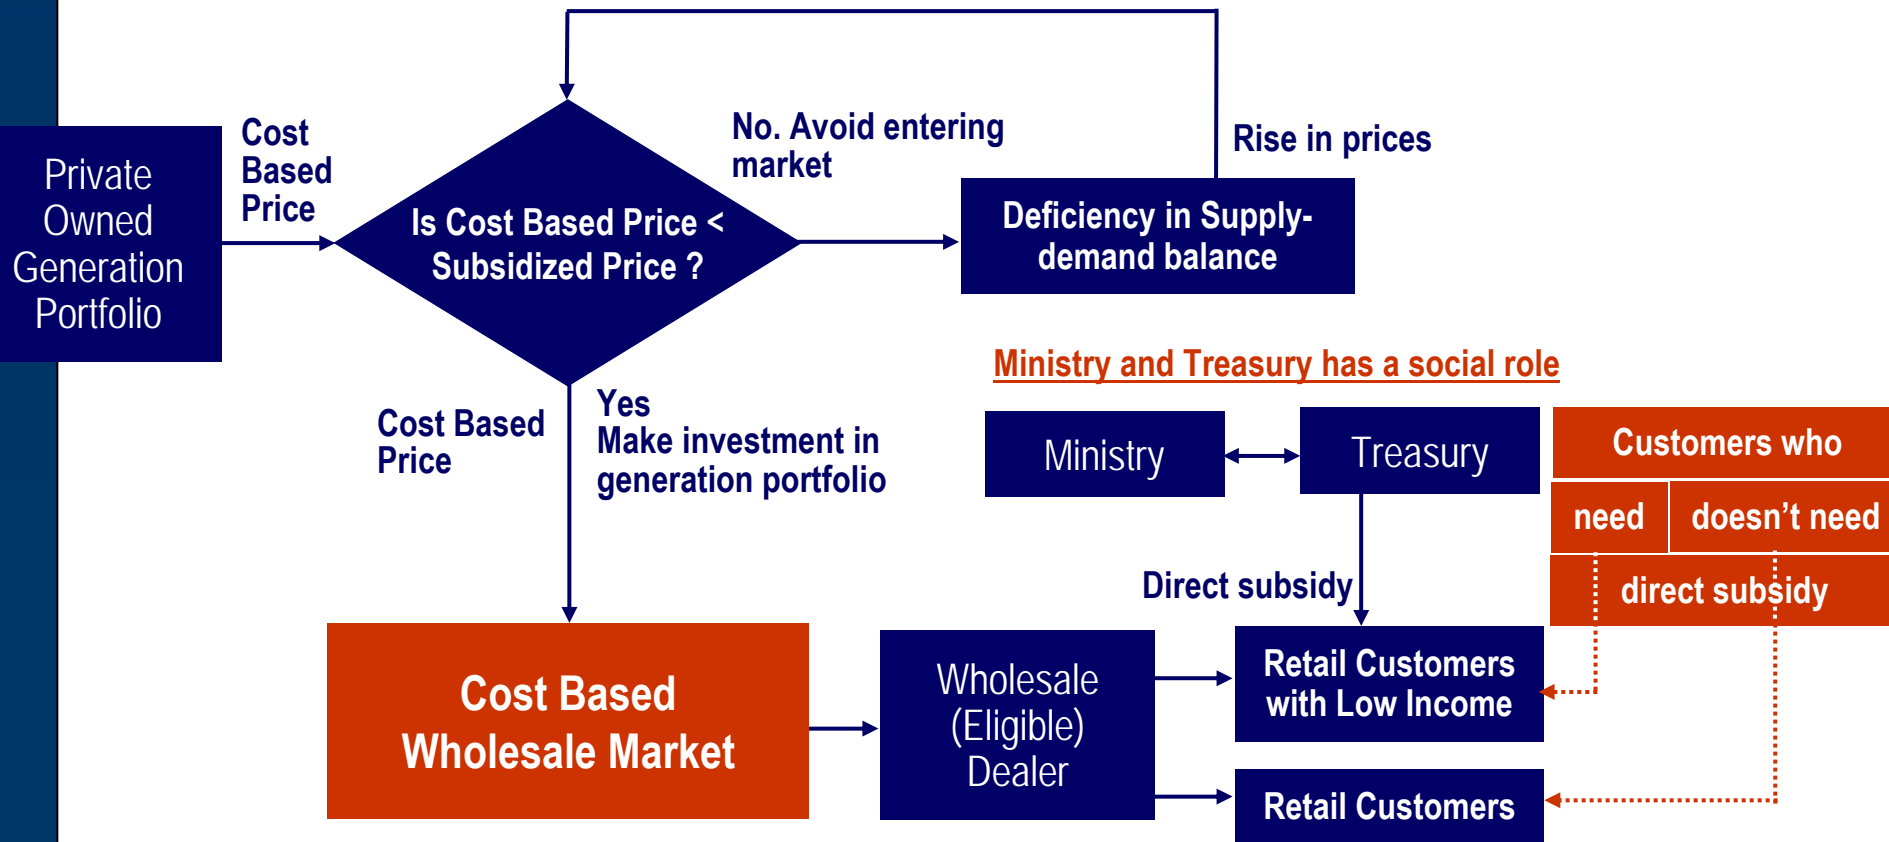 Private
Owned
Generation
Portfolio
Cost
Based
Price
Is Cost Based Price <
Subsidized Price ?
No. Avoid entering
market
Rise in prices
Deficiency in Supply-
demand balance
Cost Based
Price
Yes
Make investment in
generation portfolio
Ministry and Treasury has a social role
Ministry
Treasury
Customers who
need
doesn't need
direct subsidy
Direct subsidy
Cost Based
Wholesale Market
Wholesale
(Eligible)
Dealer
Retail Customers
with Low Income
Retail Customers